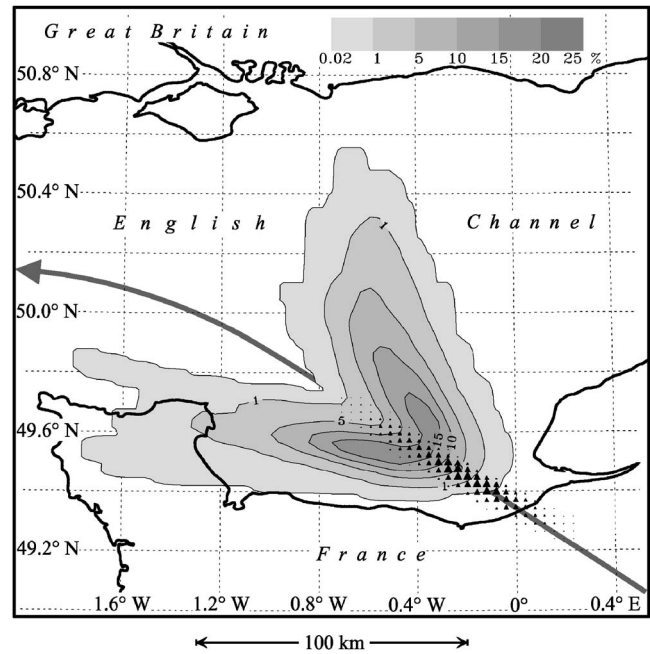 Great Britain
0.02 1 5 10 15 20 25 %
50.8° N
50.4° N
English Channel
1
50.0° N
1
5
15
10
49.6° N
1
49.2° N
France
1.6° W 1.2° W 0.8° W 0.4° W 0° 0.4° E
100 km